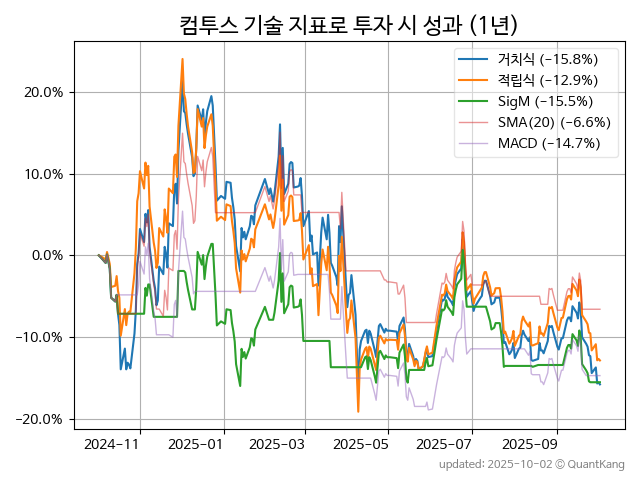 컴투스 기술 지표로 투자 시 성과 (1년)
거치식 (−15.8%)
적립식 (−12.9%)
SigM (−15.5%)
SMA(20) (−6.6%)
MACD (−14.7%)
20.0%
10.0%
0.0%
−10.0%
−20.0%
2024-11 2025-01 2025-03 2025-05 2025-07 2025-09
updated: 2025-10-02 © QuantKang